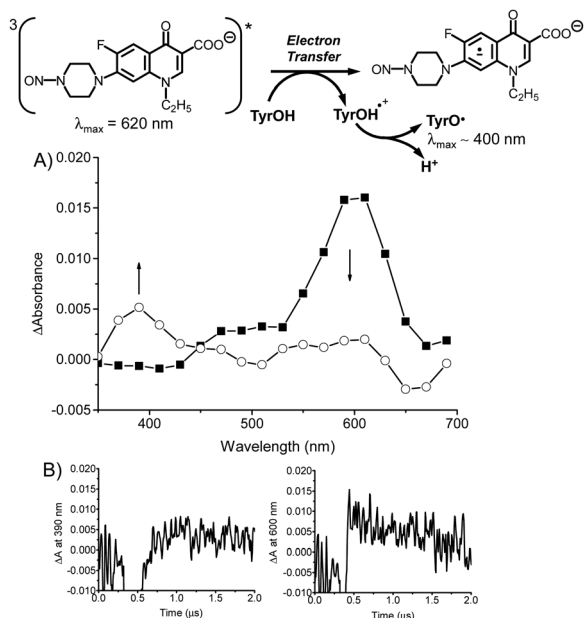 3
*
F
O
COO⊖
ON
N
N
N
C₂H₅
λmax = 620 nm
Electron
Transfer
TyrOH
TyrOH•+
F
O
COO⊖
ON
N
N
N
C₂H₅
TyrO•
λmax ~ 400 nm
H+
A)
0.020
0.015
0.010
0.005
0.000
-0.005
ΔAbsorbance
400 500 600 700
Wavelength (nm)
B)
0.020
0.015
0.010
0.005
0.000
-0.005
-0.010
ΔA at 390 nm
0.0 0.5 1.0 1.5 2.0
Time (μs)
0.020
0.015
0.010
0.005
0.000
-0.005
-0.010
ΔA at 600 nm
0.0 0.5 1.0 1.5 2.0
Time (μs)